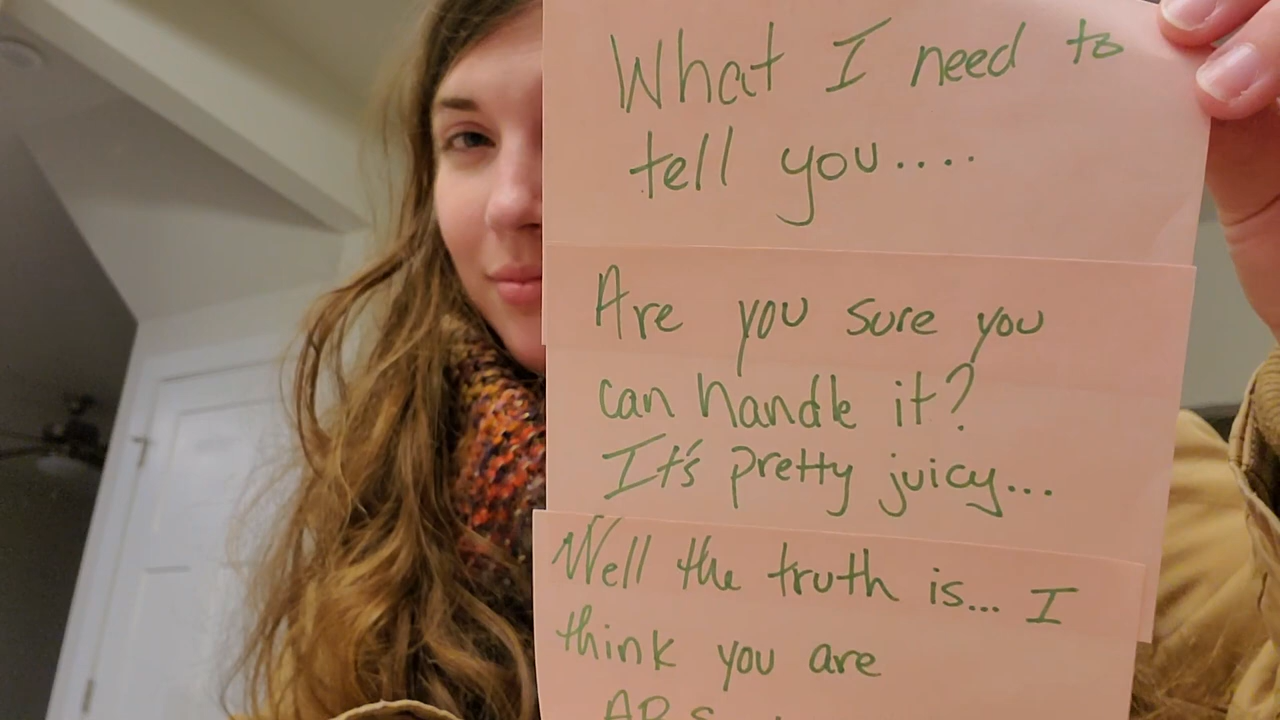 What I need to
tell you....
Are you sure you
can handle it?
It's pretty juicy...
Well the truth is... I
think you are